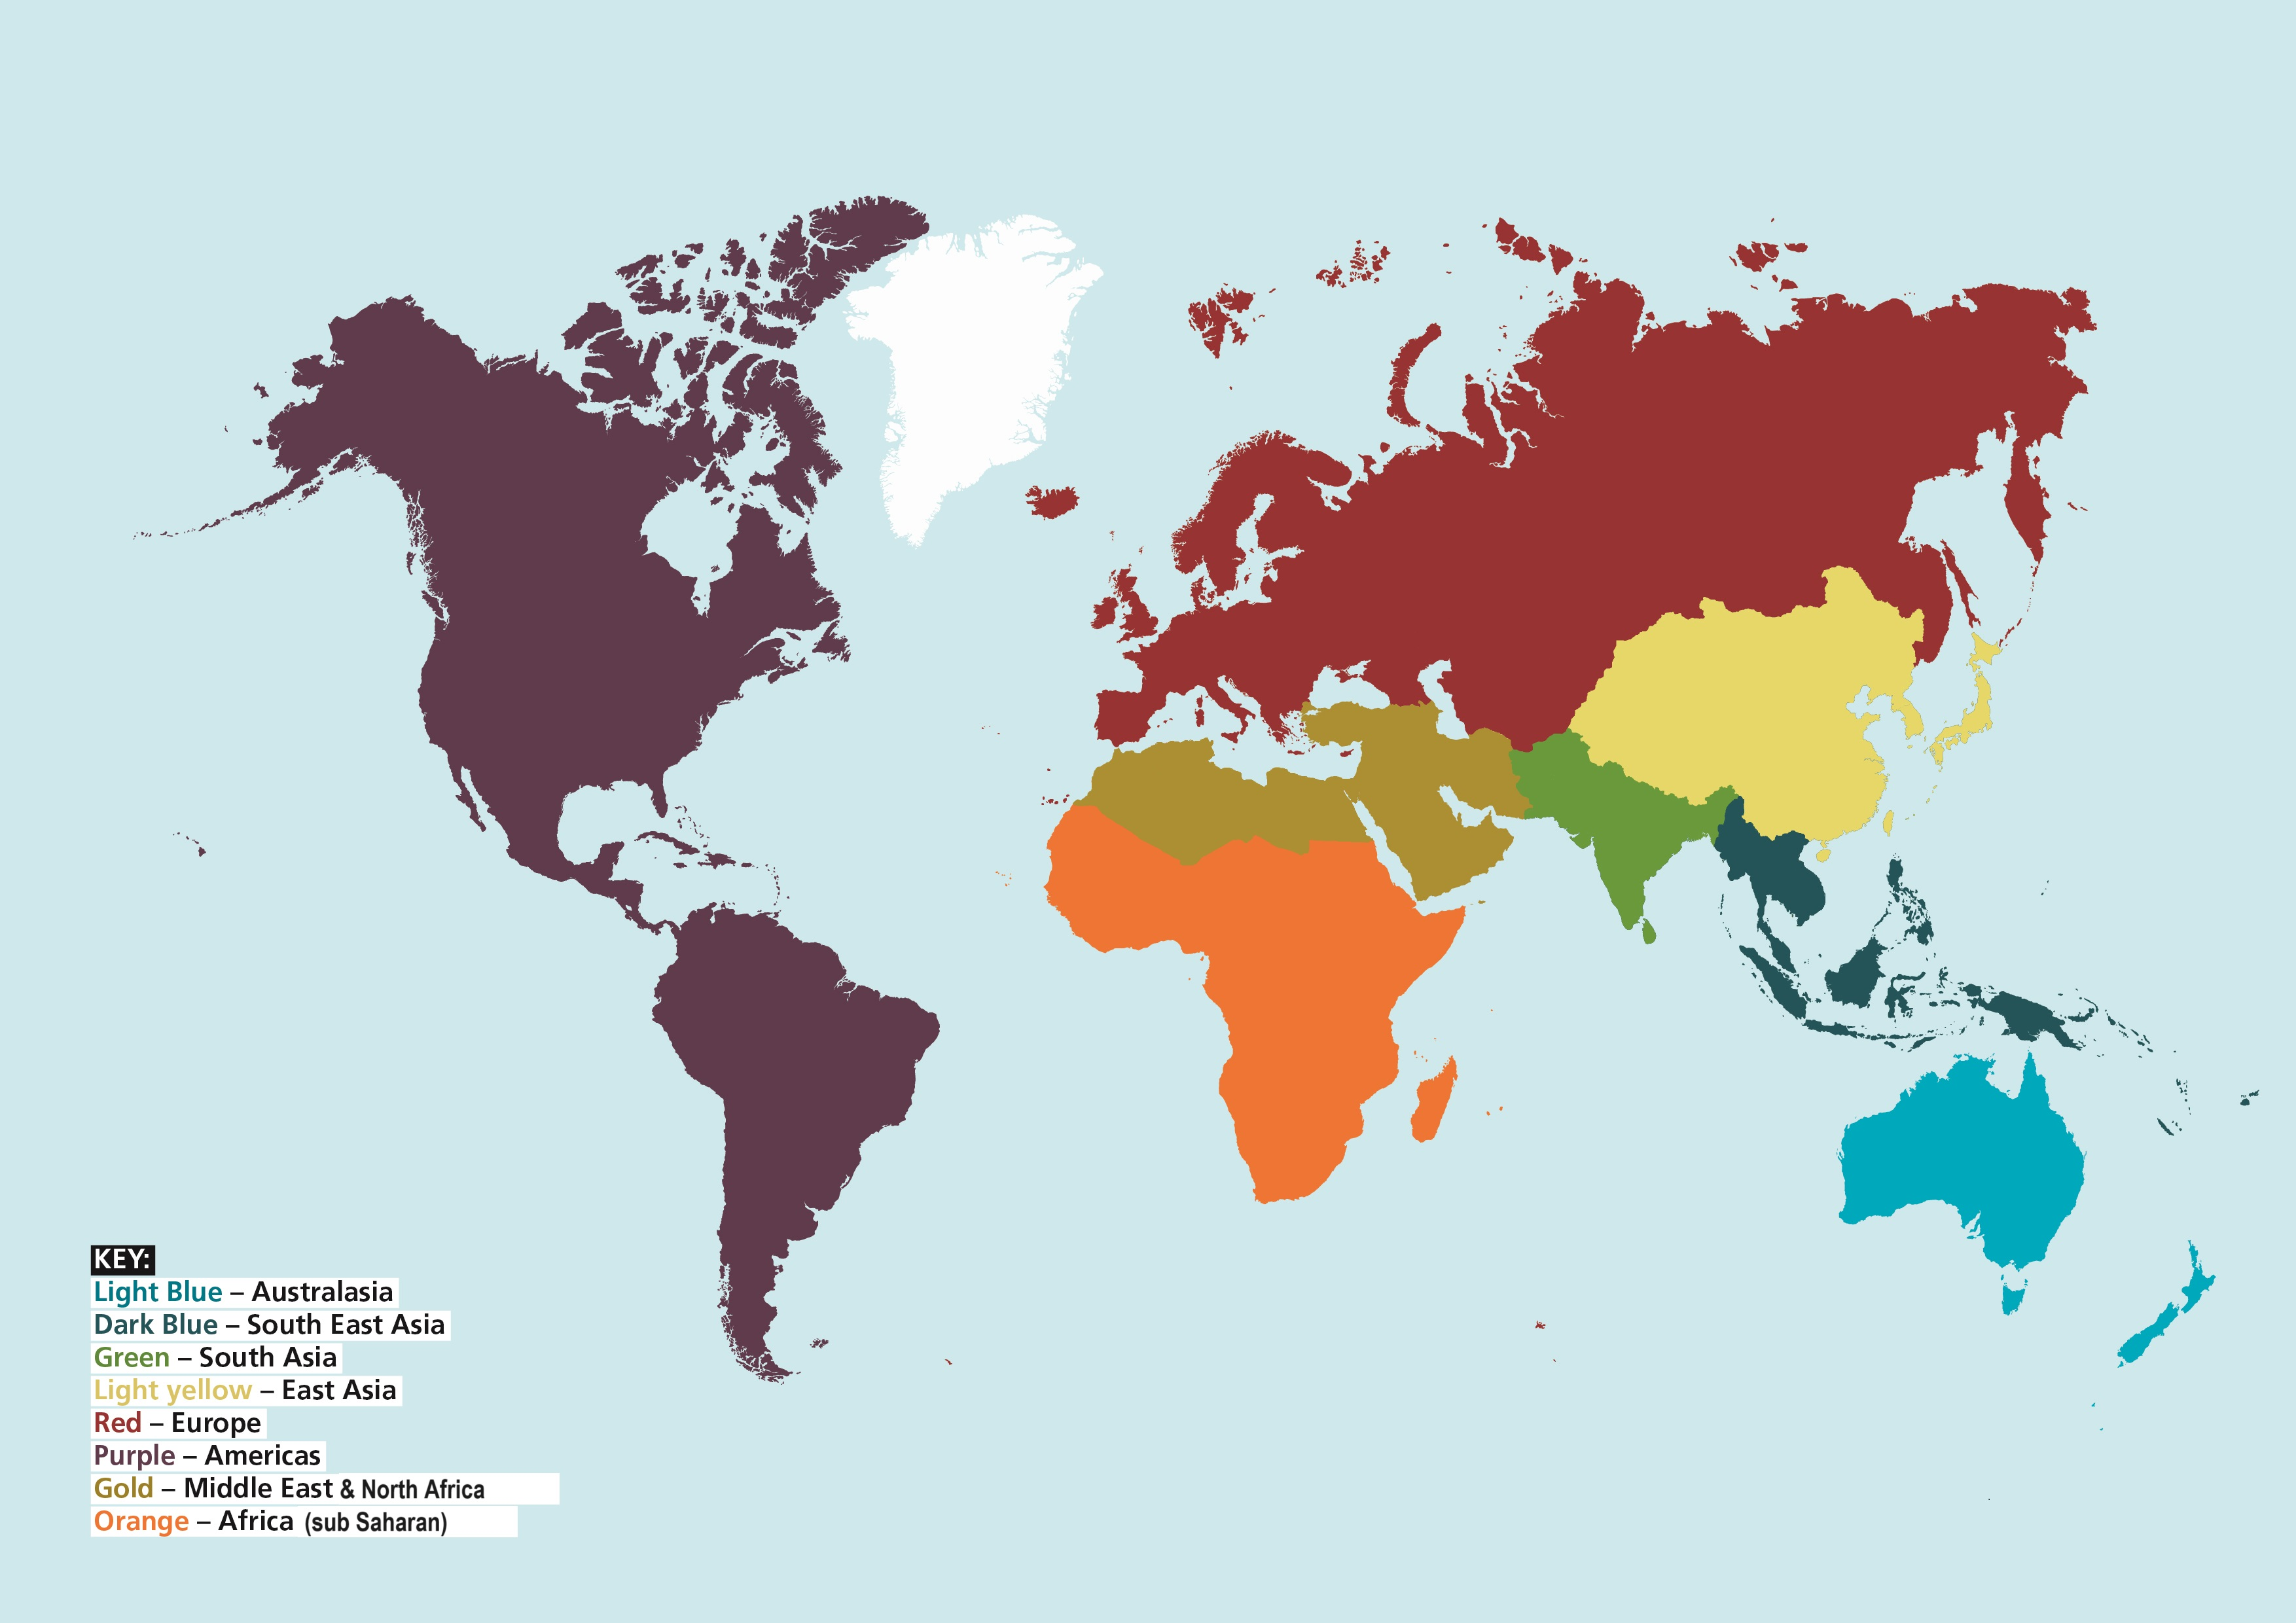 KEY:
Light Blue – Australasia
Dark Blue – South East Asia
Green – South Asia
Light yellow – East Asia
Red – Europe
Purple – Americas
Gold – Middle East & North Africa
Orange – Africa (sub Saharan)